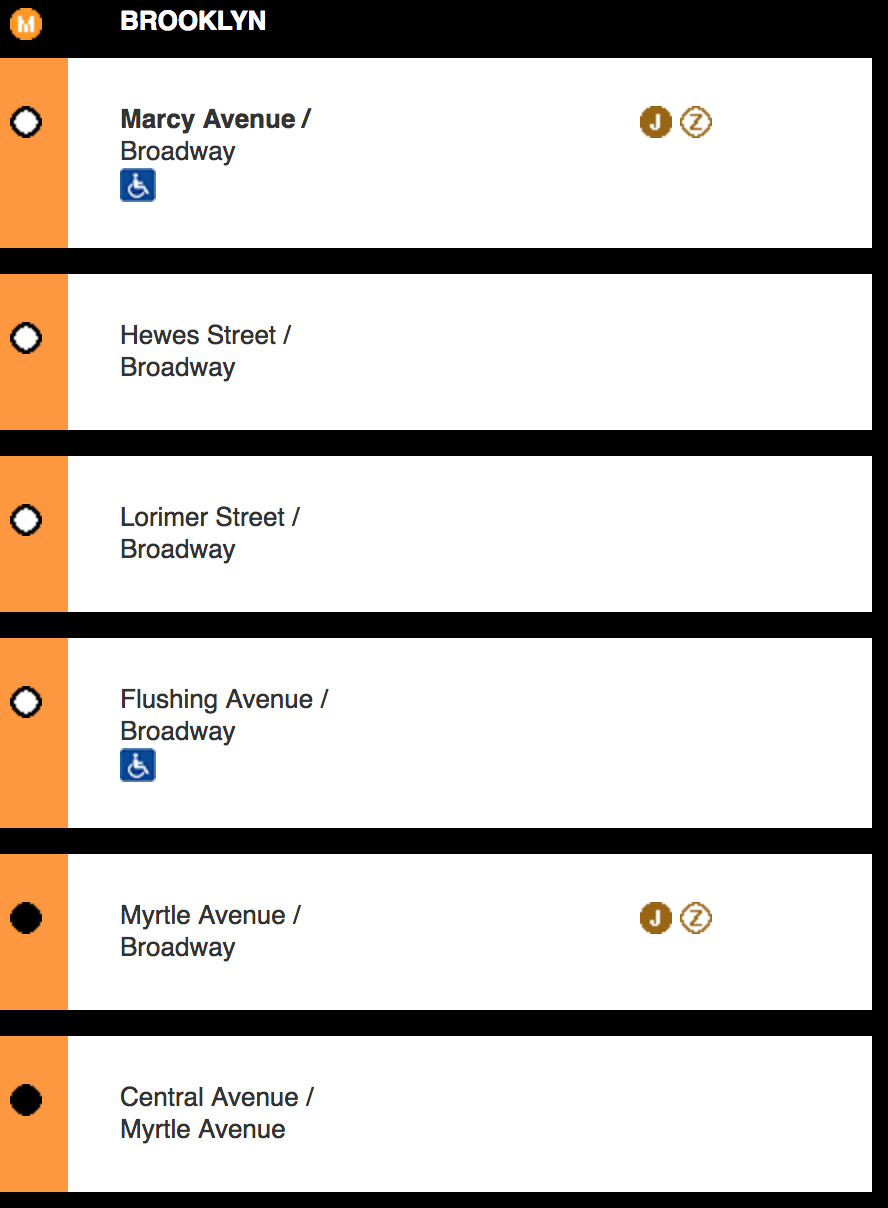 M BROOKLYN
Marcy Avenue / J Z
Broadway
Hewes Street /
Broadway
Lorimer Street /
Broadway
Flushing Avenue /
Broadway
Myrtle Avenue / J Z
Broadway
Central Avenue /
Myrtle Avenue